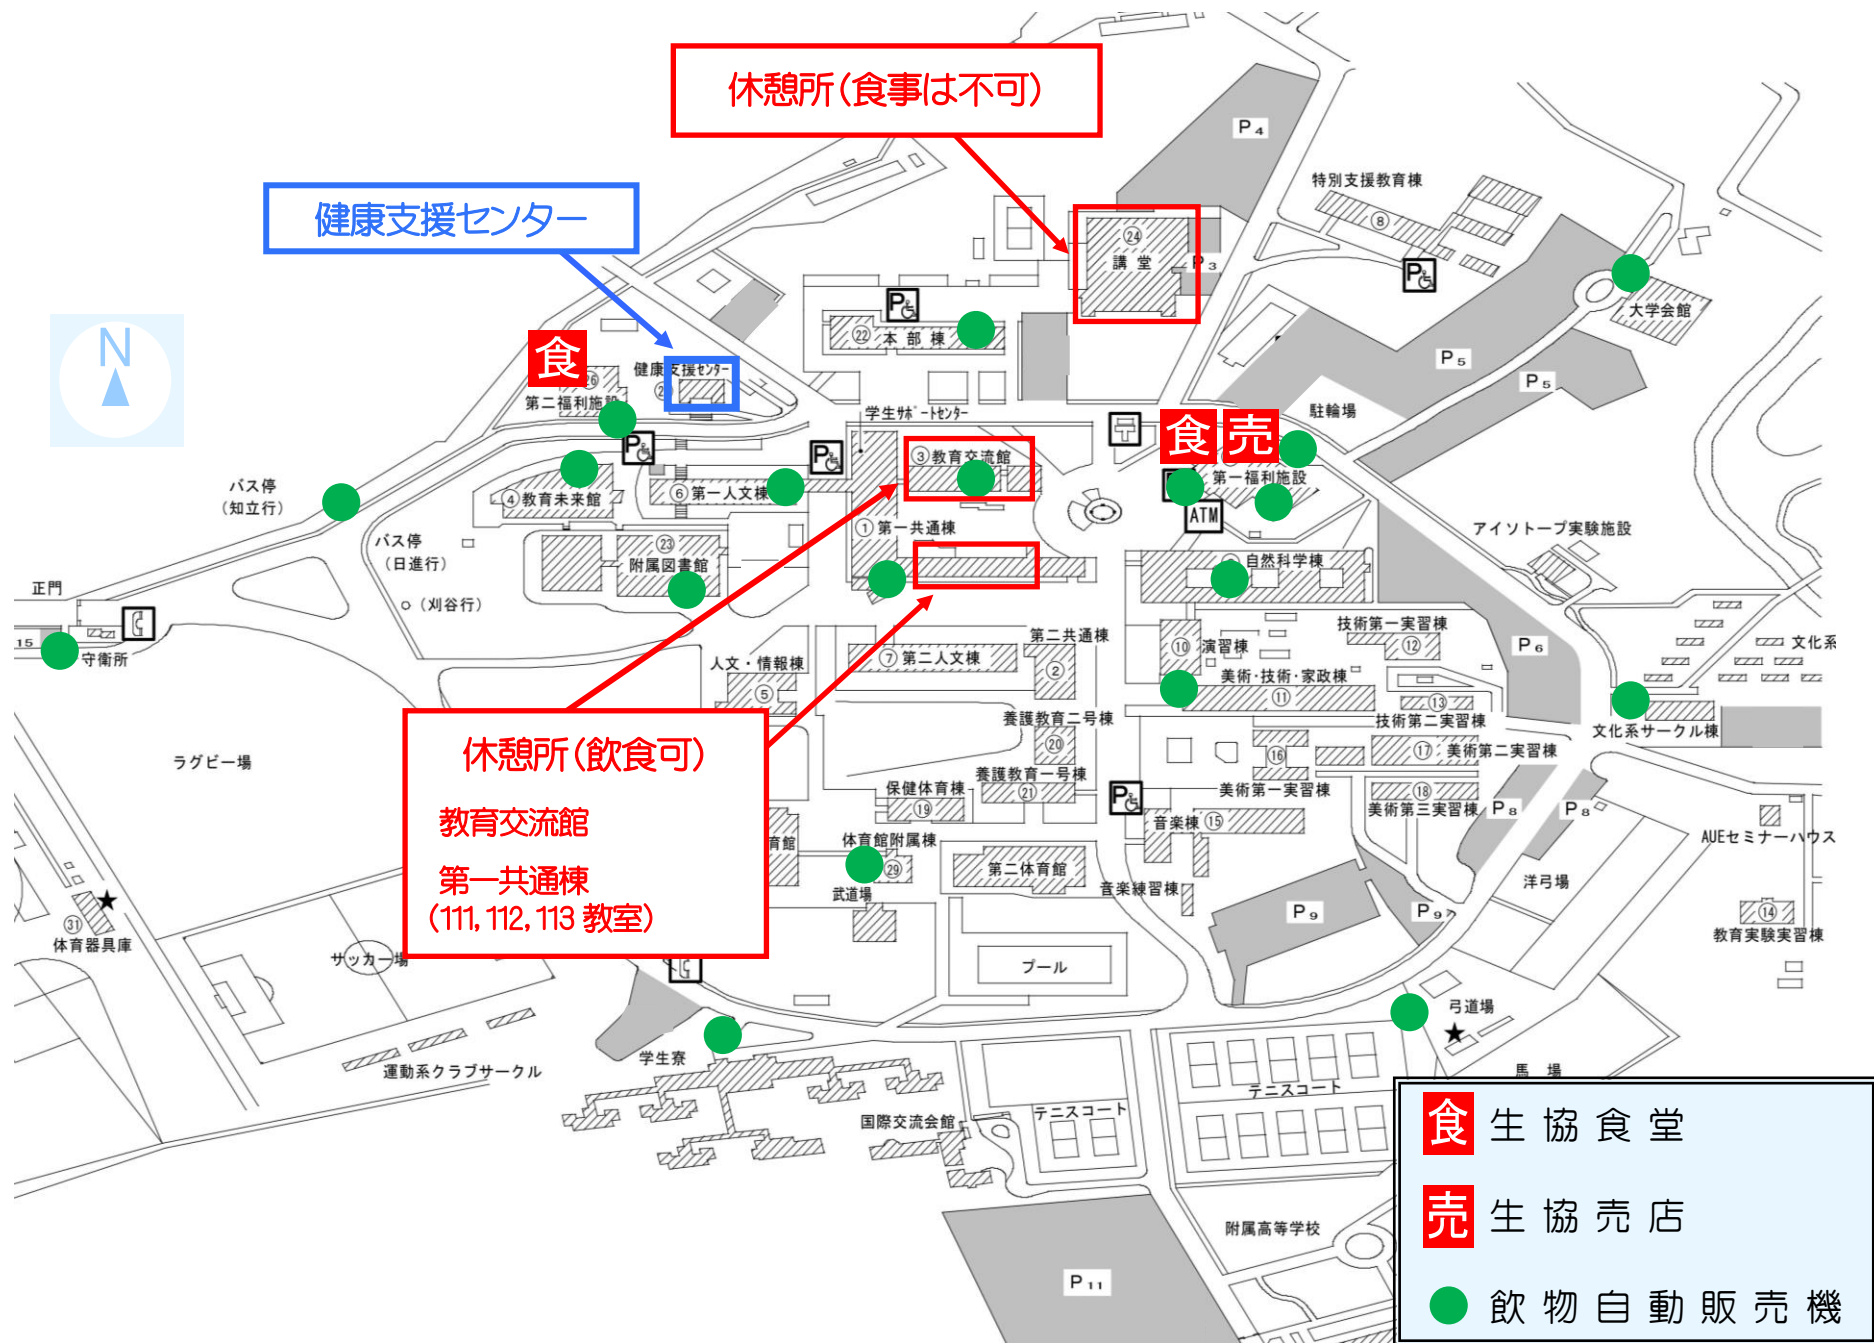 休憩所(食事は不可)
P4
特別支援教育棟
⑧
健康支援センター
㉔
講堂
P3
P
大学会館
N
P
㉒本部棟
食
健康支援センター
26
第二福利施設
P5
P5
駐輪場
学生サポートセンター
食 売
P
P
③教育交流館
第一福利施設
ATM
バス停
(知立行)
④教育未来館
⑥第一人文棟
①第一共通棟
アイソトープ実験施設
バス停
(日進行)
㉓
附属図書館
自然科学棟
正門
(刈谷行)
15
守衛所
第二共通棟
②
⑦第二人文棟
人文・情報棟
⑤
⑩演習棟
技術第一実習棟
⑫
P6
文化系
美術・技術・家政棟
⑪
⑬
技術第二実習棟
文化系サークル棟
養護教育二号棟
⑳
休憩所(飲食可)
教育交流館
第一共通棟
(111, 112, 113 教室)
ラグビー場
⑯
美術第一実習棟
⑰美術第二実習棟
養護教育一号棟
㉑
保健体育棟
⑲
P
⑱
美術第三実習棟
P8
P8
音楽棟⑮
AUEセミナーハウス
育館
体育館附属棟
㉙
武道場
第二体育館
音楽練習棟
洋弓場
P9
P9
⑭
教育実験実習棟
★
㉛
体育器具庫
サッカー場
プール
弓道場
★
学生寮
運動系クラブサークル
馬場
テニスコート
テニスコート
国際交流会館
附属高等学校
P11
食 生協食堂
売 生協売店
飲物自動販売機